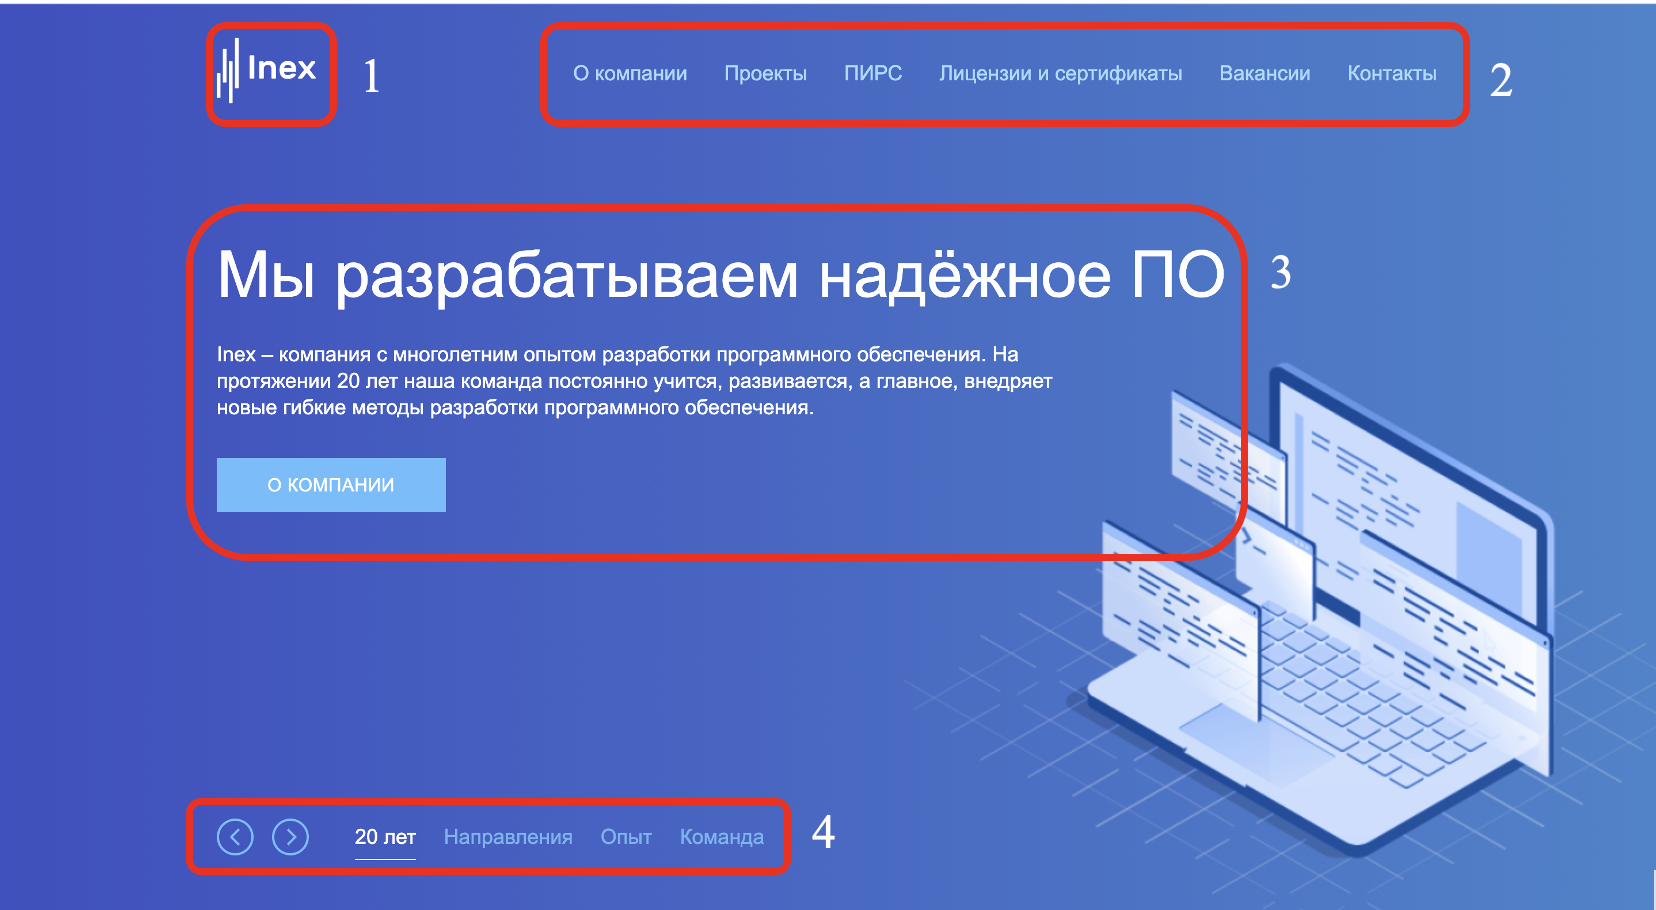 Inex
1
О компании Проекты ПИРС Лицензии и сертификаты Вакансии Контакты
2
Мы разрабатываем надёжное ПО
3
Inex – компания с многолетним опытом разработки программного обеспечения. На
протяжении 20 лет наша команда постоянно учится, развивается, а главное, внедряет
новые гибкие методы разработки программного обеспечения.
О КОМПАНИИ
20 лет Направления Опыт Команда
4